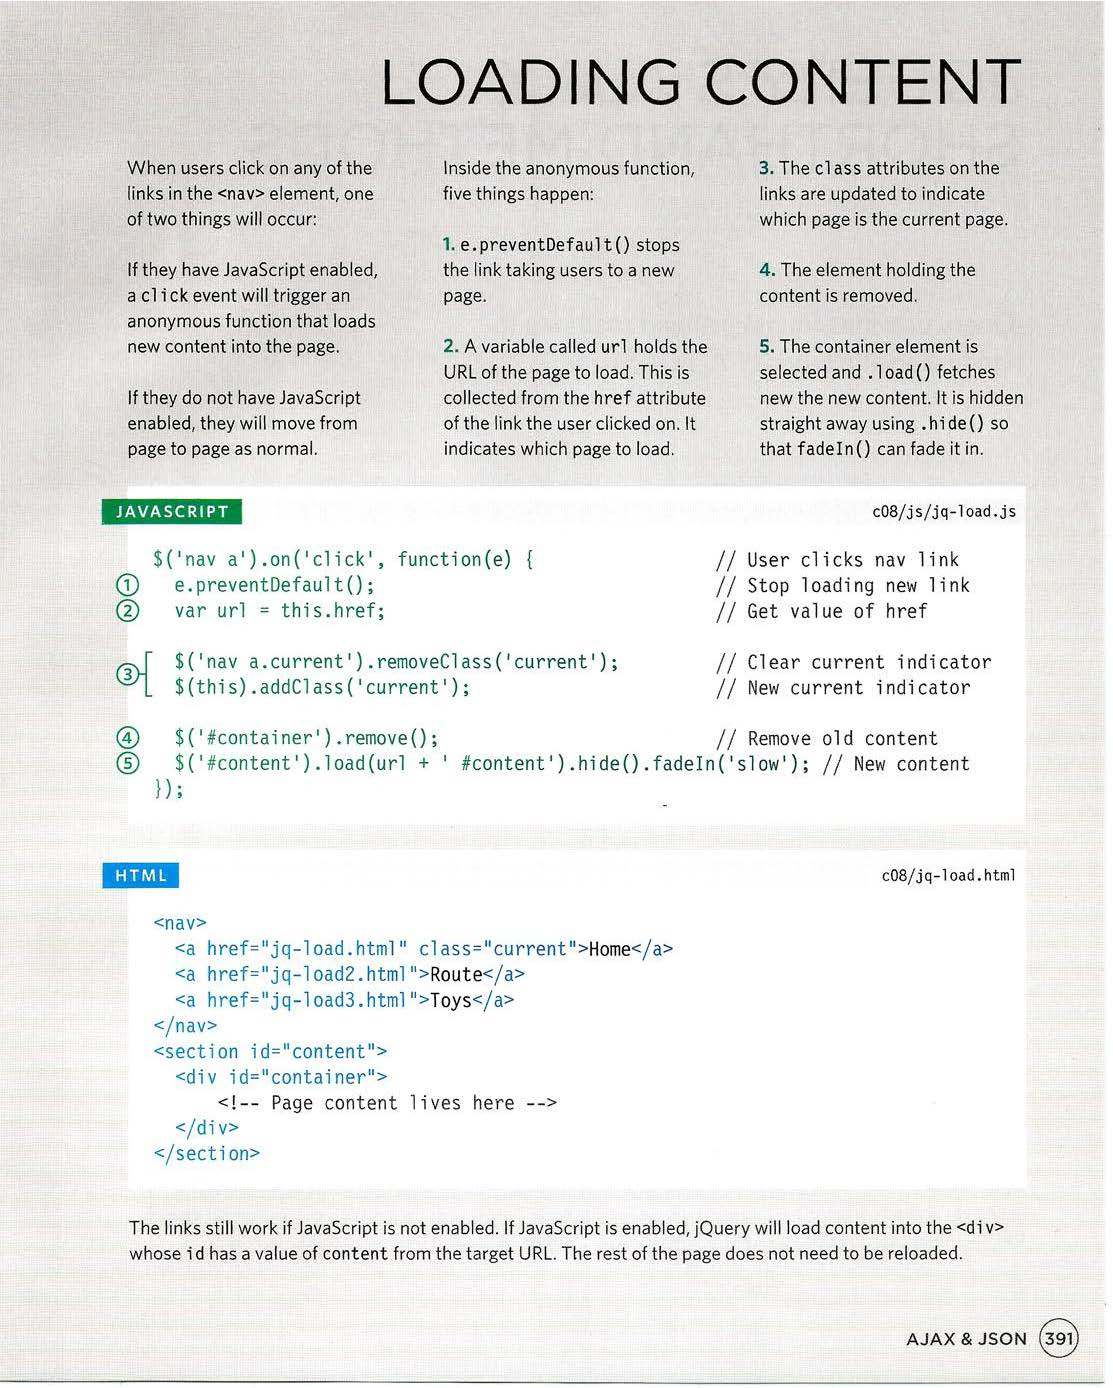 LOADING CONTENT
When users click on any of the
links in the <nav> element, one
of two things will occur:
If they have JavaScript enabled,
a click event will trigger an
anonymous function that loads
new content into the page.
If they do not have JavaScript
enabled, they will move from
page to page as normal.
Inside the anonymous function,
five things happen:
1. e.preventDefault() stops
the link taking users to a new
page.
2. A variable called url holds the
URL of the page to load. This is
collected from the href attribute
of the link the user clicked on. It
indicates which page to load.
3. The class attributes on the
links are updated to indicate
which page is the current page.
4. The element holding the
content is removed.
5. The container element is
selected and .load() fetches
new the new content. It is hidden
straight away using .hide() so
that fadeIn() can fade it in.
JAVASCRIPT c08/js/jq-load.js
$('nav a').on('click', function(e) { // User clicks nav link
① e.preventDefault(); // Stop loading new link
② var url = this.href; // Get value of href
③ $('nav a.current').removeClass('current'); // Clear current indicator
$(this).addClass('current'); // New current indicator
④ $('#container').remove(); // Remove old content
⑤ $('#content').load(url + ' #content').hide().fadeIn('slow'); // New content
});
HTML c08/jq-load.html
<nav>
<a href="jq-load.html" class="current">Home</a>
<a href="jq-load2.html">Route</a>
<a href="jq-load3.html">Toys</a>
</nav>
<section id="content">
<div id="container">
<!-- Page content lives here -->
</div>
</section>
The links still work if JavaScript is not enabled. If JavaScript is enabled, jQuery will load content into the <div>
whose id has a value of content from the target URL. The rest of the page does not need to be reloaded.
AJAX & JSON 391